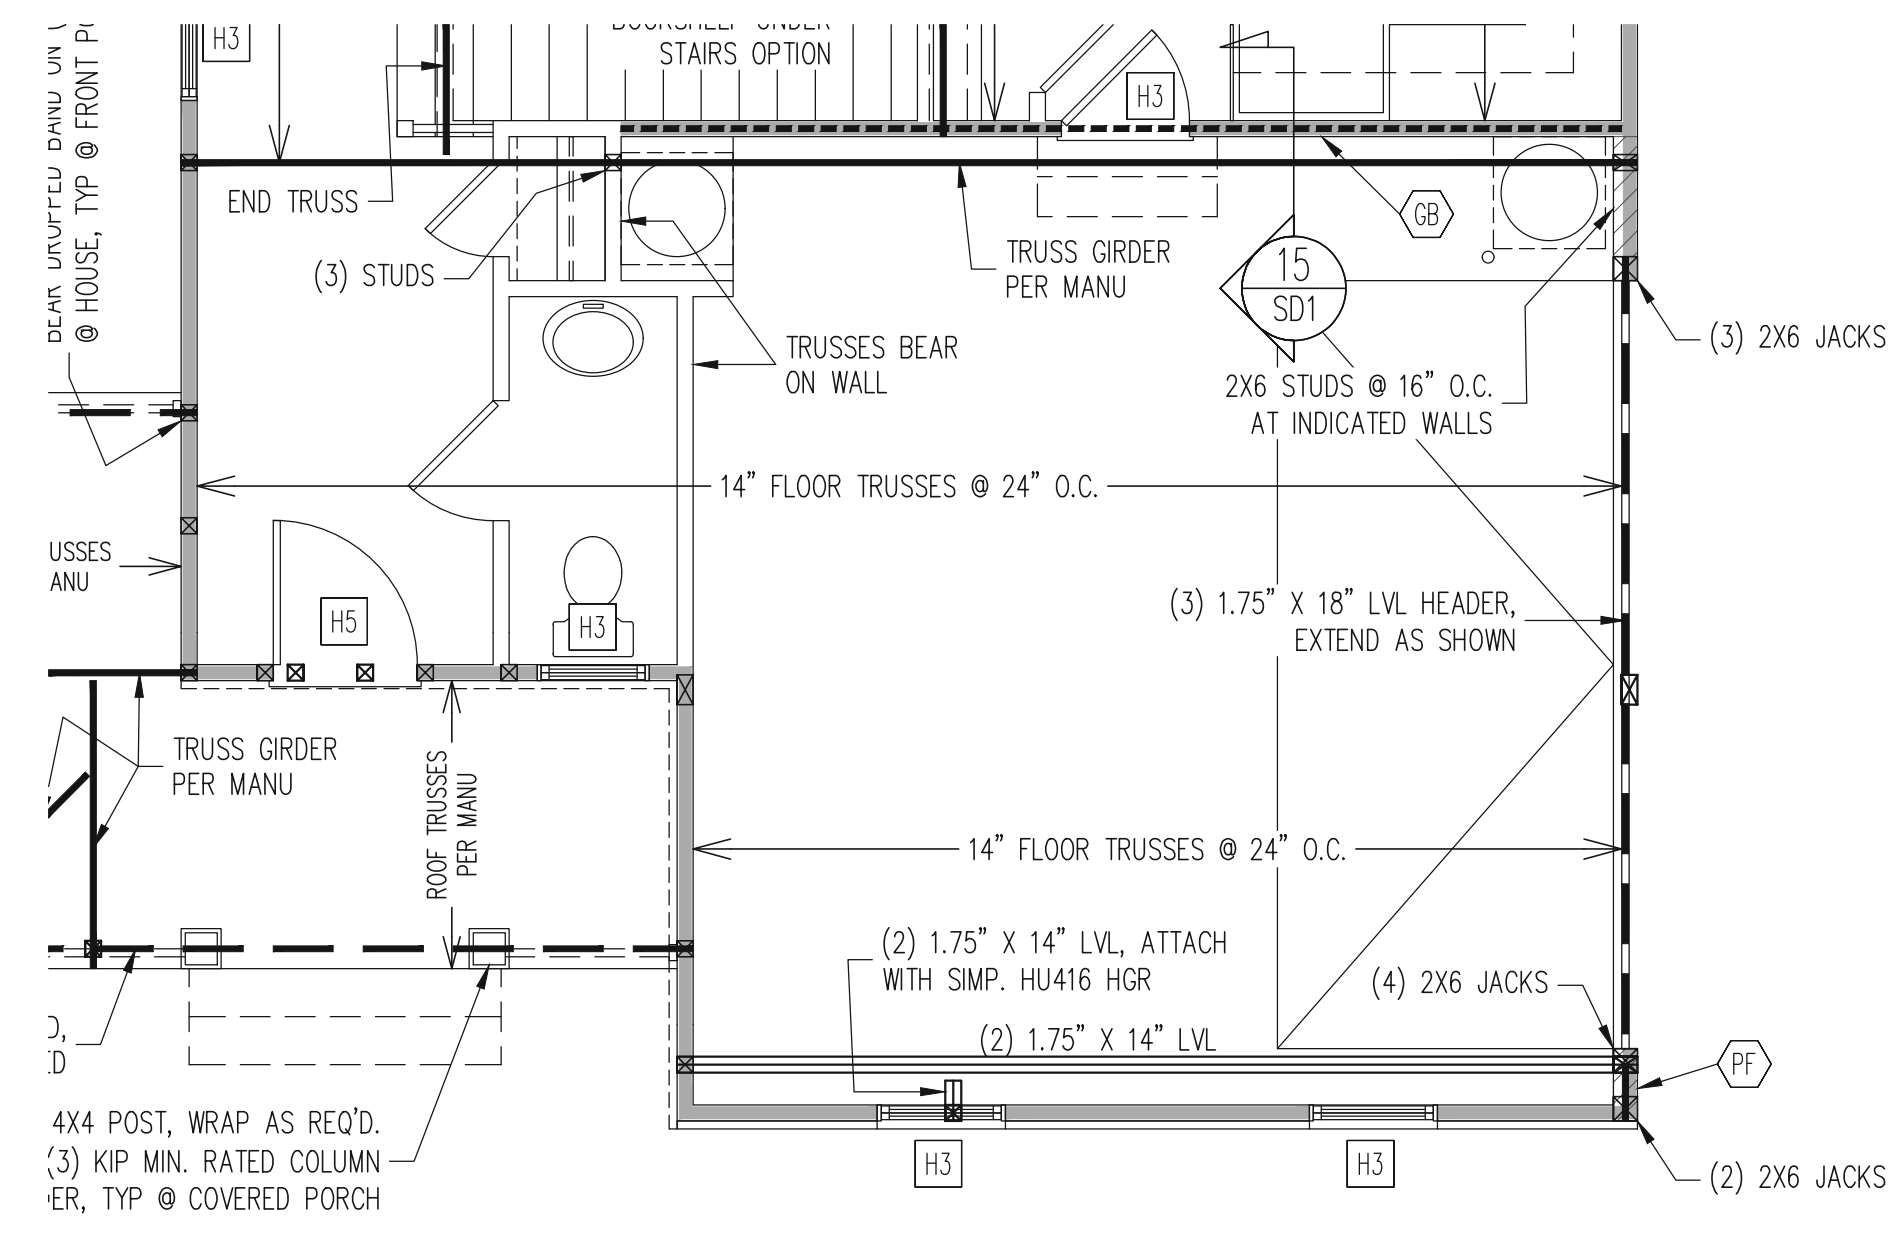 H3
STAIRS OPTION
H3
@ HOUSE, TYP @ FRONT
END TRUSS
(3) STUDS
TRUSS GIRDER
PER MANU
GB
15
SD1
(3) 2X6 JACKS
TRUSSES BEAR
ON WALL
2X6 STUDS @ 16" O.C.
AT INDICATED WALLS
14" FLOOR TRUSSES @ 24" O.C.
USSES
ANU
H5
H3
(3) 1.75" X 18" LVL HEADER,
EXTEND AS SHOWN
TRUSS GIRDER
PER MANU
ROOF TRUSSES
PER MANU
14" FLOOR TRUSSES @ 24" O.C.
(2) 1.75" X 14" LVL, ATTACH
WITH SIMP. HU416 HGR
(4) 2X6 JACKS
(2) 1.75" X 14" LVL
PF
4X4 POST, WRAP AS REQ'D.
(3) KIP MIN. RATED COLUMN
ER, TYP @ COVERED PORCH
H3
H3
(2) 2X6 JACKS